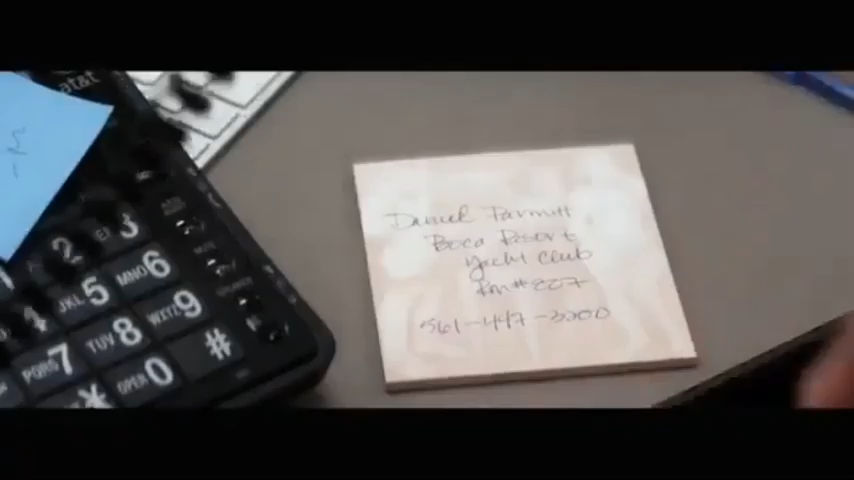 at&t
-M
2
3
JKL 5
MNO 6
PQRS 7
TUV 8
WXYZ 9
OPER 0
#
Daniel Parmitt
Boca Resort
Yacht Club
Rm# 227
561-447-3000